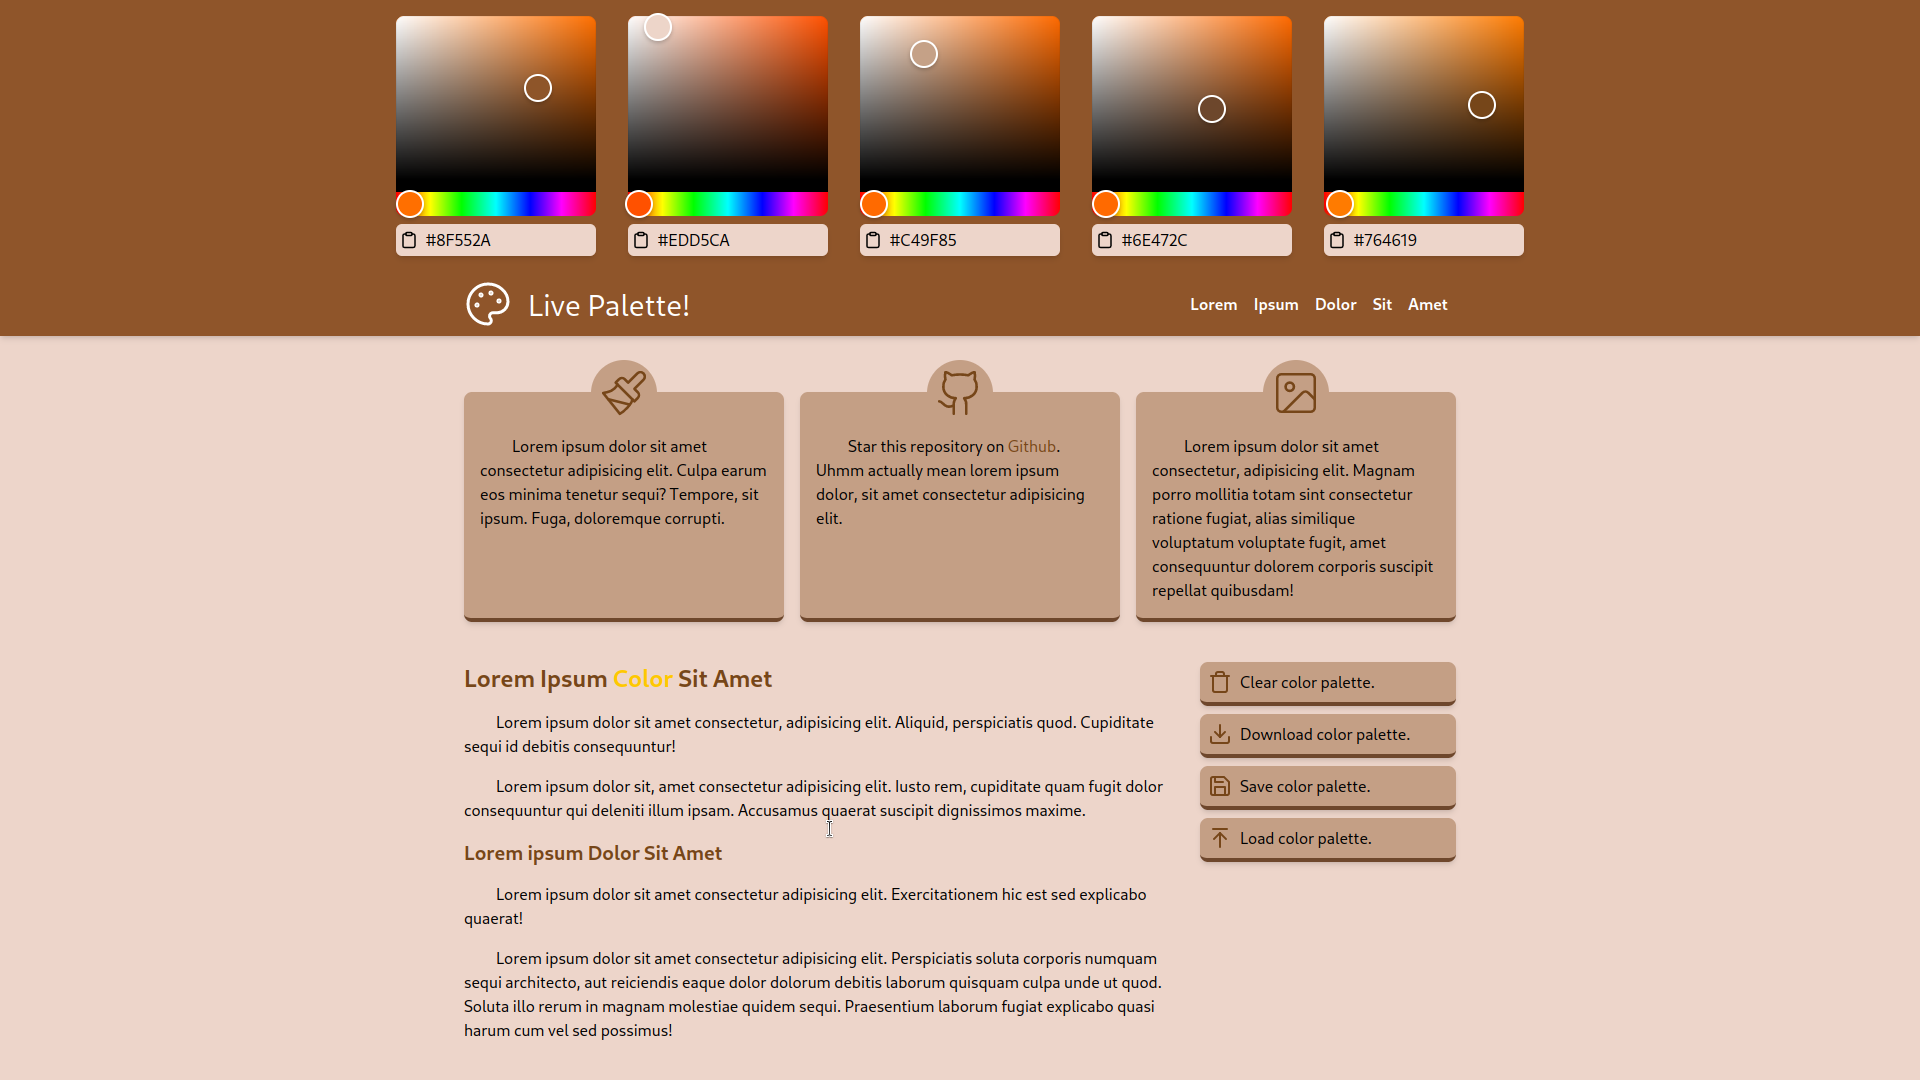 #8F552A
#EDD5CA
#C49F85
#6E472C
#764619
Live Palette!
Lorem Ipsum Dolor Sit Amet
Lorem ipsum dolor sit amet
consectetur adipisicing elit. Culpa earum
eos minima tenetur sequi? Tempore, sit
ipsum. Fuga, doloremque corrupti.
Star this repository on Github.
Uhmm actually mean lorem ipsum
dolor, sit amet consectetur adipisicing
elit.
Lorem ipsum dolor sit amet
consectetur, adipisicing elit. Magnam
porro mollitia totam sint consectetur
ratione fugiat, alias similique
voluptatum voluptate fugit, amet
consequuntur dolorem corporis suscipit
repellat quibusdam!
Lorem Ipsum Color Sit Amet
Lorem ipsum dolor sit amet consectetur, adipisicing elit. Aliquid, perspiciatis quod. Cupiditate
sequi id debitis consequuntur!
Lorem ipsum dolor sit, amet consectetur adipisicing elit. Iusto rem, cupiditate quam fugit dolor
consequuntur qui deleniti illum ipsam. Accusamus quaerat suscipit dignissimos maxime.
Lorem ipsum Dolor Sit Amet
Lorem ipsum dolor sit amet consectetur adipisicing elit. Exercitationem hic est sed explicabo
quaerat!
Lorem ipsum dolor sit amet consectetur adipisicing elit. Perspiciatis soluta corporis numquam
sequi architecto, aut reiciendis eaque dolor dolorum debitis laborum quisquam culpa unde ut quod.
Soluta illo rerum in magnam molestiae quidem sequi. Praesentium laborum fugiat explicabo quasi
harum cum vel sed possimus!
Clear color palette.
Download color palette.
Save color palette.
Load color palette.